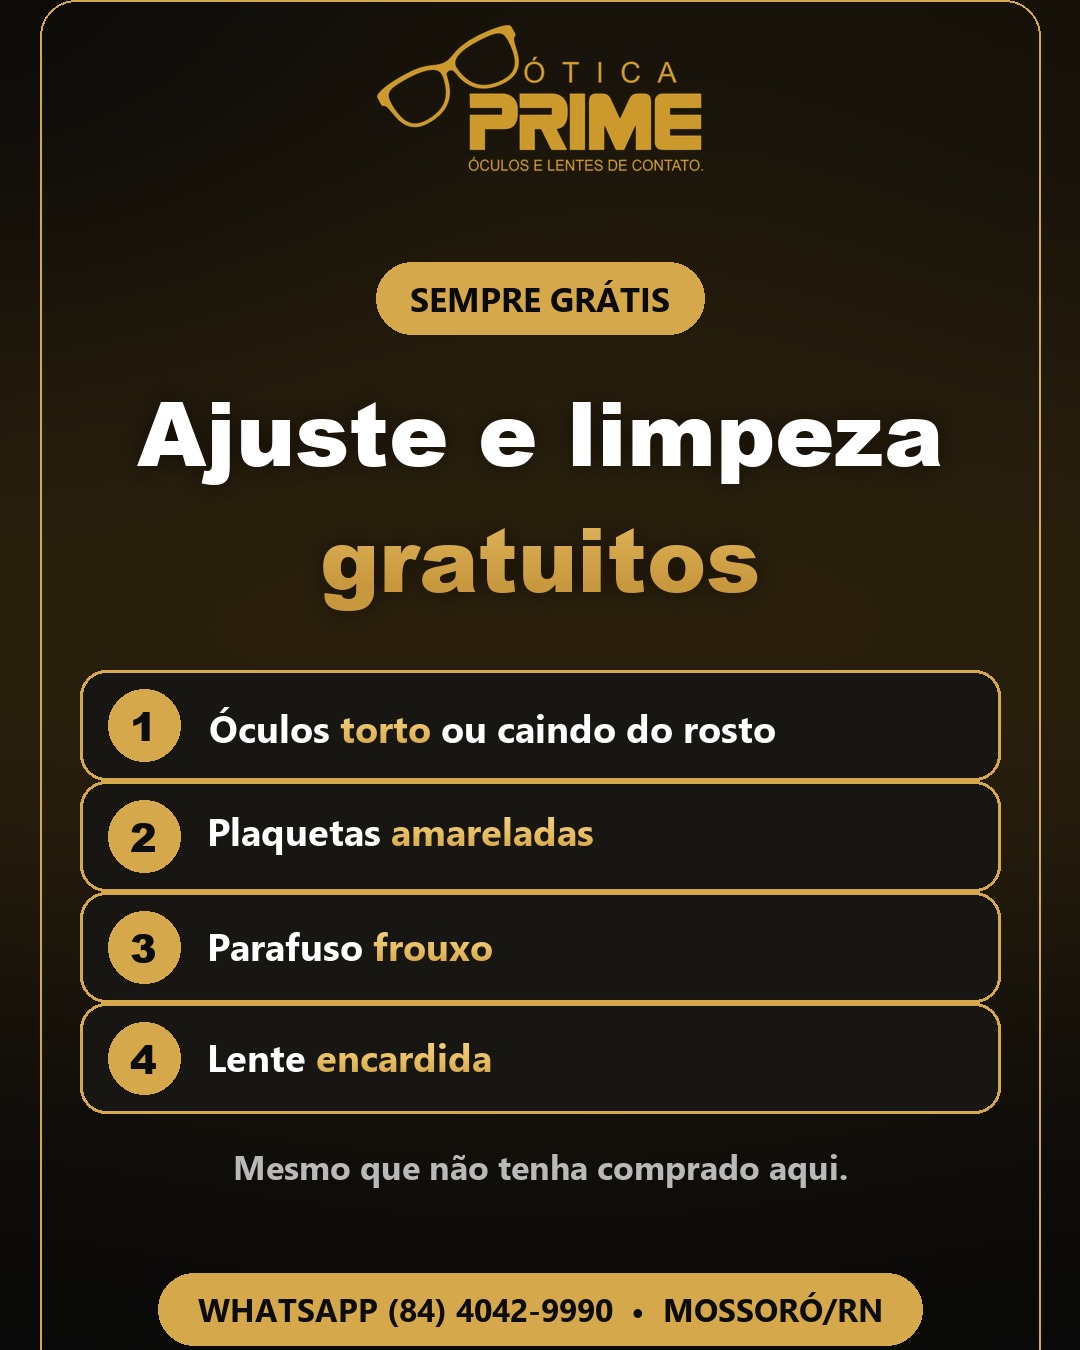 ÓTICA
PRIME
ÓCULOS E LENTES DE CONTATO.
SEMPRE GRÁTIS
Ajuste e limpeza
gratuitos
1 Óculos torto ou caindo do rosto
2 Plaquetas amareladas
3 Parafuso frouxo
4 Lente encardida
Mesmo que não tenha comprado aqui.
WHATSAPP (84) 4042-9990 • MOSSORÓ/RN